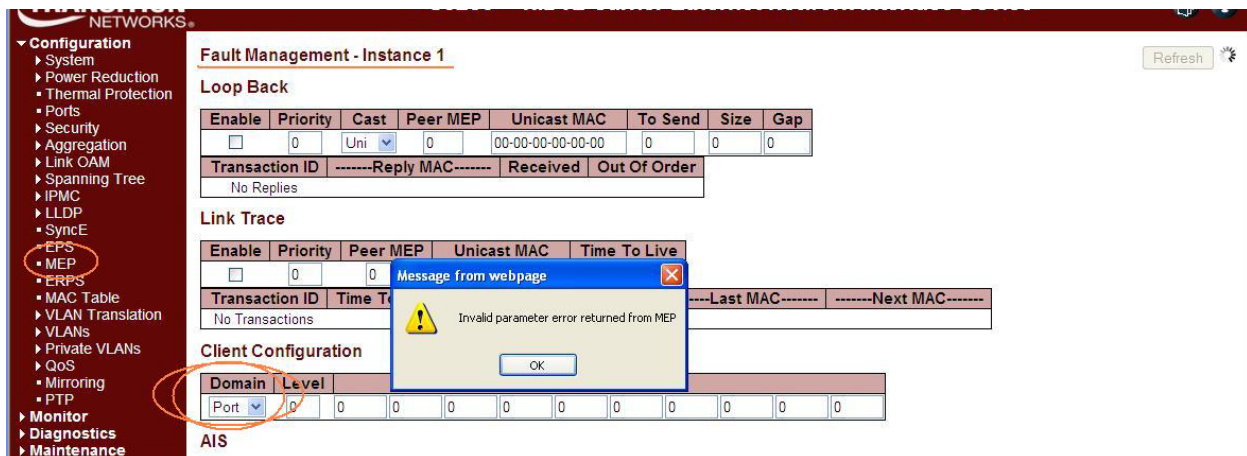 NETWORKS®
Configuration
System
Power Reduction
Thermal Protection
Ports
Security
Aggregation
Link OAM
Spanning Tree
IPMC
LLDP
SyncE
EPS
MEP
ERPS
MAC Table
VLAN Translation
VLANs
Private VLANs
QoS
Mirroring
PTP
Monitor
Diagnostics
Maintenance
Fault Management - Instance 1
Refresh
Loop Back
Enable Priority Cast Peer MEP Unicast MAC To Send Size Gap
0 Uni 0 00-00-00-00-00-00 0 0 0
Transaction ID -------Reply MAC------- Received Out Of Order
No Replies
Link Trace
Enable Priority Peer MEP Unicast MAC Time To Live
0 0
Transaction ID Time To ----Last MAC------- -------Next MAC-------
No Transactions
Message from webpage
Invalid parameter error returned from MEP
OK
Client Configuration
Domain Level
Port 0 0 0 0 0 0 0 0 0 0 0
AIS